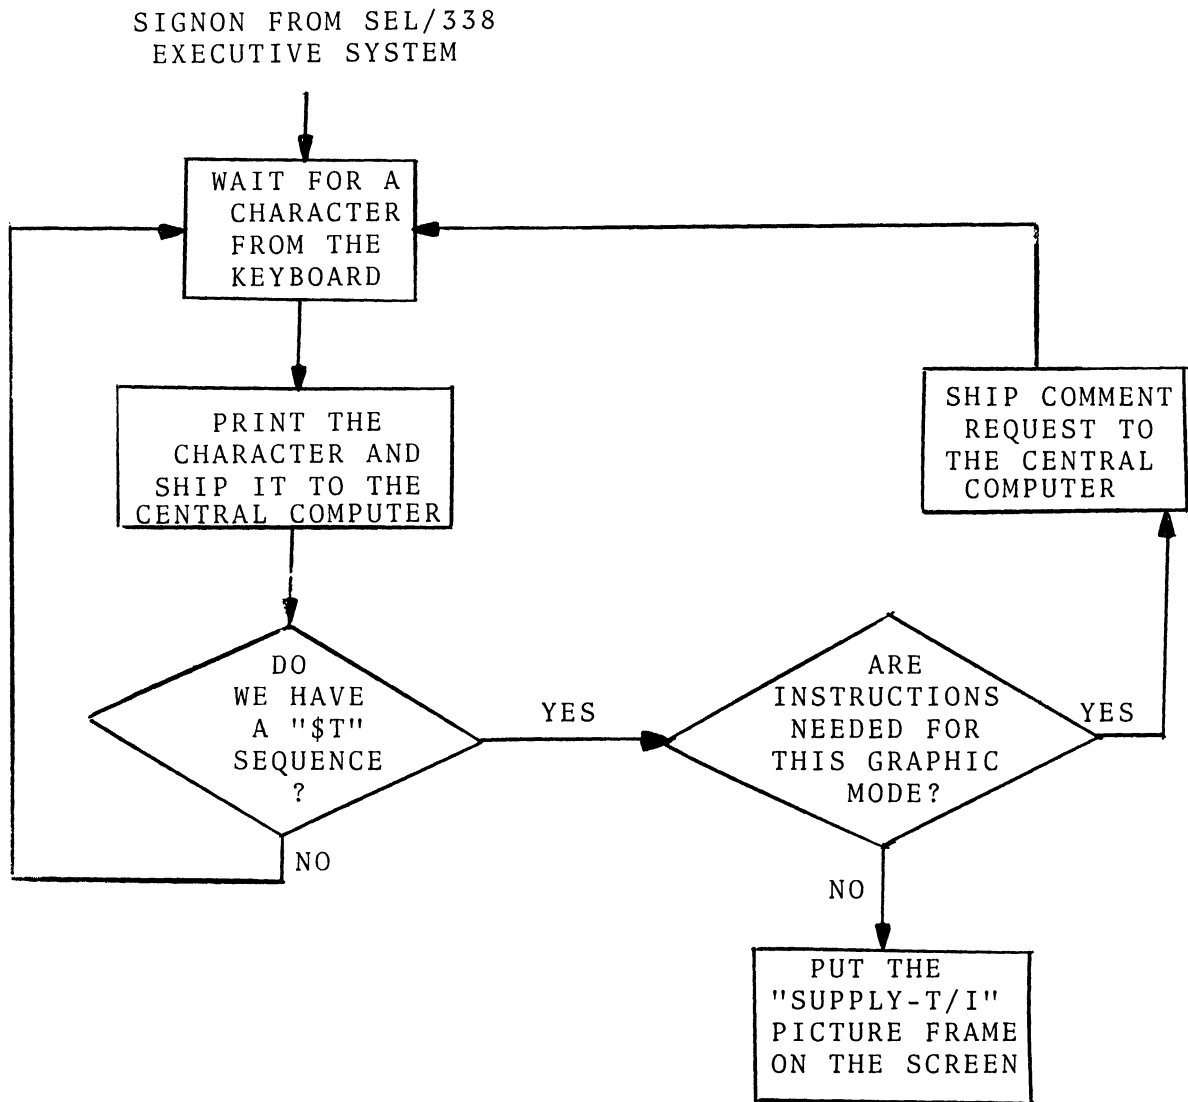 SIGNON FROM SEL/338
EXECUTIVE SYSTEM
WAIT FOR A
CHARACTER
FROM THE
KEYBOARD
PRINT THE
CHARACTER AND
SHIP IT TO THE
CENTRAL COMPUTER
SHIP COMMENT
REQUEST TO
THE CENTRAL
COMPUTER
DO
WE HAVE
A "$T"
SEQUENCE
?
YES
NO
ARE
INSTRUCTIONS
NEEDED FOR
THIS GRAPHIC
MODE?
YES
NO
PUT THE
"SUPPLY-T/I"
PICTURE FRAME
ON THE SCREEN